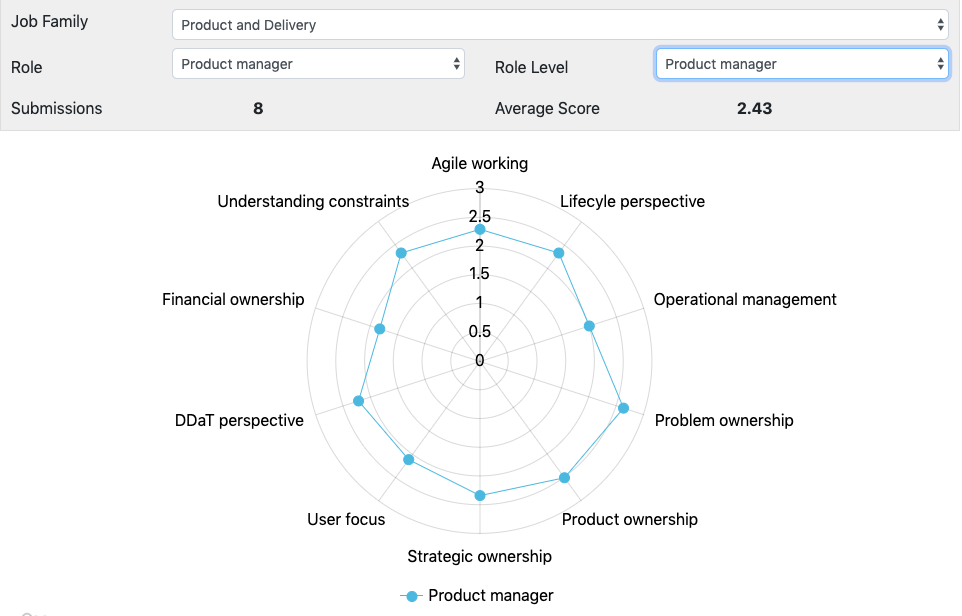 Job Family Product and Delivery
Role Product manager Role Level Product manager
Submissions 8 Average Score 2.43
Agile working
3
Understanding constraints Lifecyle perspective
2.5
2
1.5
Financial ownership Operational management
1
0.5
0
DDaT perspective Problem ownership
User focus Product ownership
Strategic ownership
Product manager